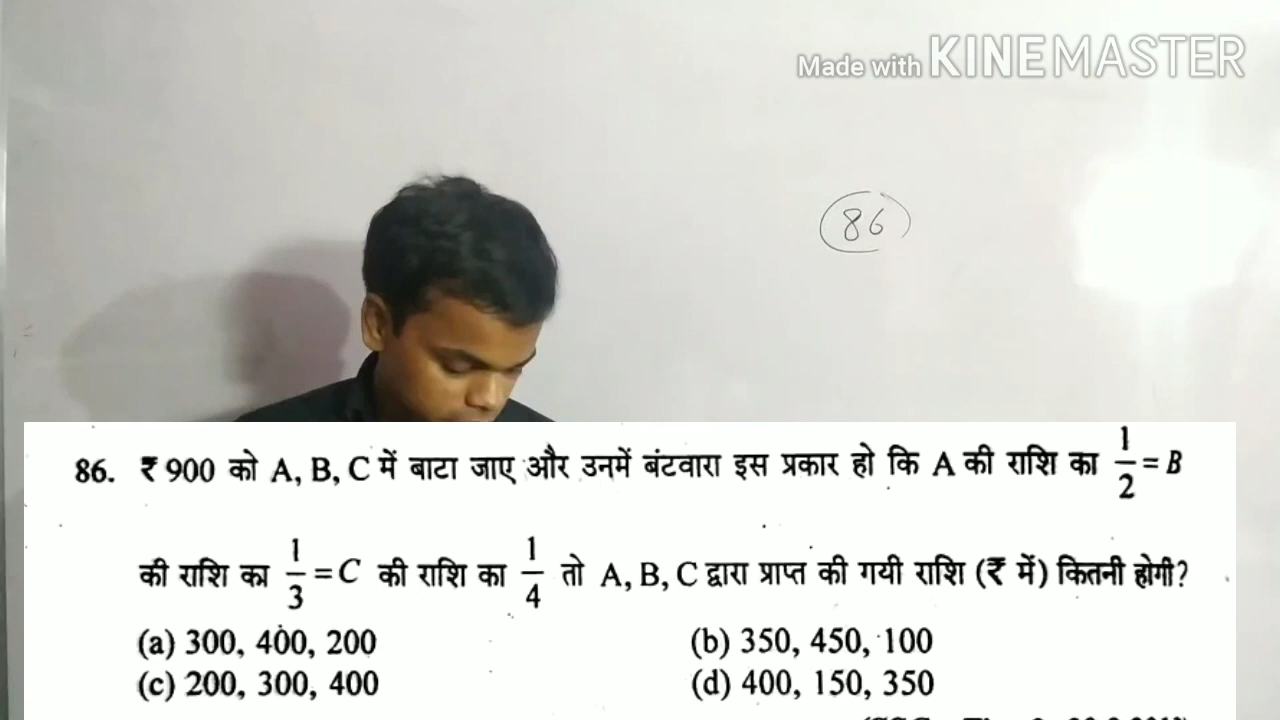 Made with KINEMASTER
86
86. ₹ 900 को A, B, C में बाटा जाए और उनमें बंटवारा इस प्रकार हो कि A की राशि का 1/2 = B
की राशि का 1/3 = C की राशि का 1/4 तो A, B, C द्वारा प्राप्त की गयी राशि (₹ में) कितनी होगी?
(a) 300, 400, 200 (b) 350, 450, 100
(c) 200, 300, 400 (d) 400, 150, 350